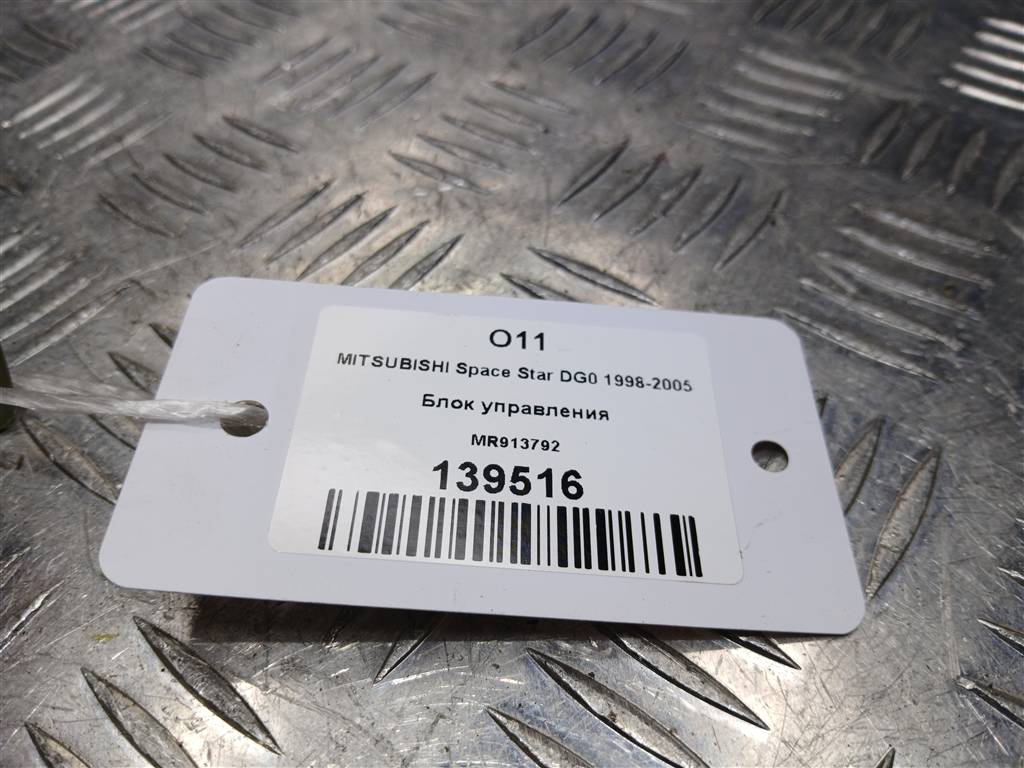 O11
MITSUBISHI Space Star DG0 1998-2005
Блок управления
MR913792
139516